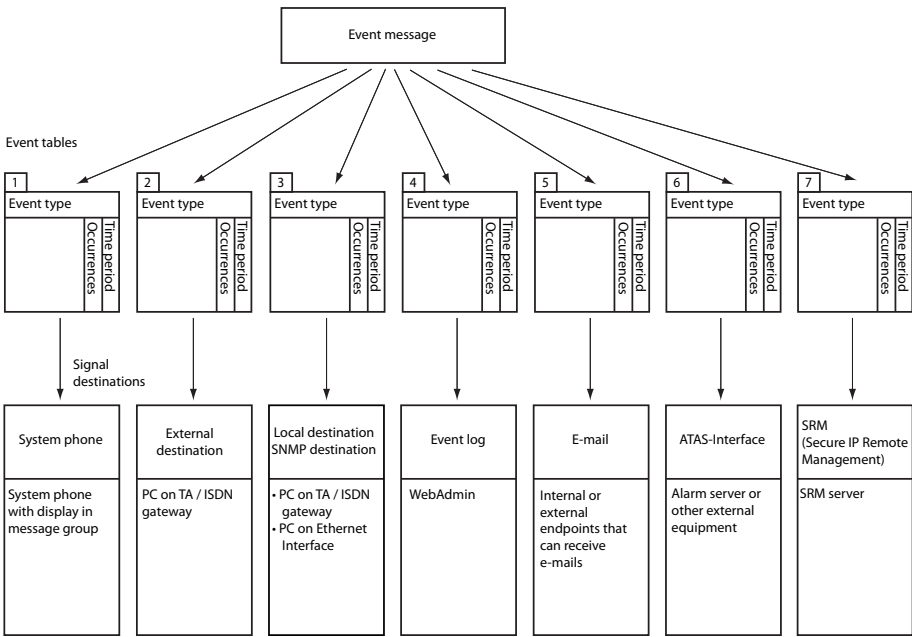 Event message
Event tables
1
2
3
4
5
6
7
Event type
Event type
Event type
Event type
Event type
Event type
Event type
Occurrences
Time period
Occurrences
Time period
Occurrences
Time period
Occurrences
Time period
Occurrences
Time period
Occurrences
Time period
Occurrences
Time period
Signal
destinations
System phone
External
destination
Local destination
SNMP destination
Event log
E-mail
ATAS-Interface
SRM
(Secure IP Remote
Management)
System phone
with display in
message group
PC on TA / ISDN
gateway
• PC on TA / ISDN
gateway
• PC on Ethernet
Interface
WebAdmin
Internal or
external
endpoints that
can receive
e-mails
Alarm server or
other external
equipment
SRM server